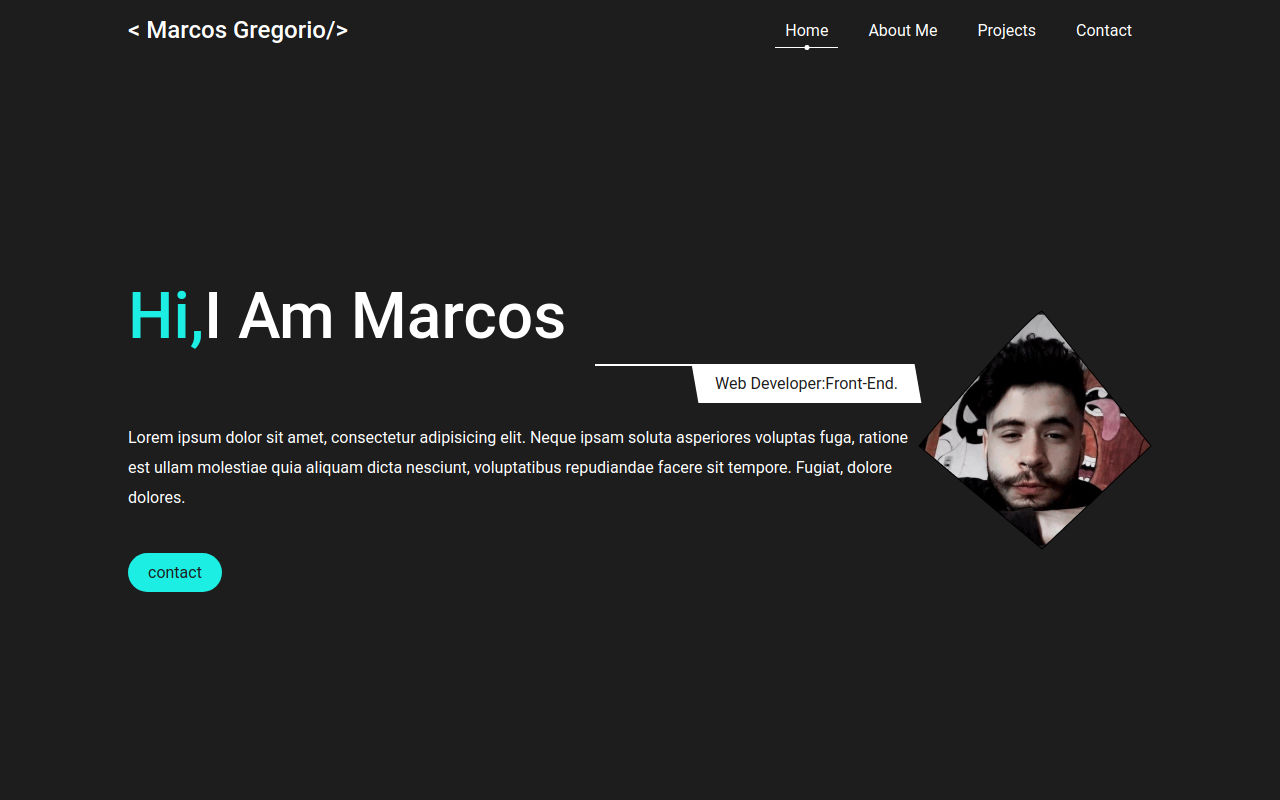 < Marcos Gregorio/>
Home
About Me
Projects
Contact
Hi,I Am Marcos
Web Developer:Front-End.
Lorem ipsum dolor sit amet, consectetur adipisicing elit. Neque ipsam soluta asperiores voluptas fuga, ratione
est ullam molestiae quia aliquam dicta nesciunt, voluptatibus repudiandae facere sit tempore. Fugiat, dolore
dolores.
contact